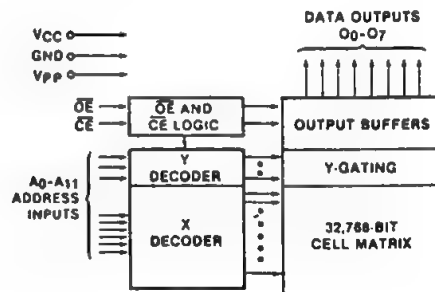 DATA OUTPUTS
O0-O7
VCC
GND
VPP
OE
CE
OE AND
CE LOGIC
OUTPUT BUFFERS
A0-A11
ADDRESS
INPUTS
Y
DECODER
Y-GATING
X
DECODER
32,768-BIT
CELL MATRIX